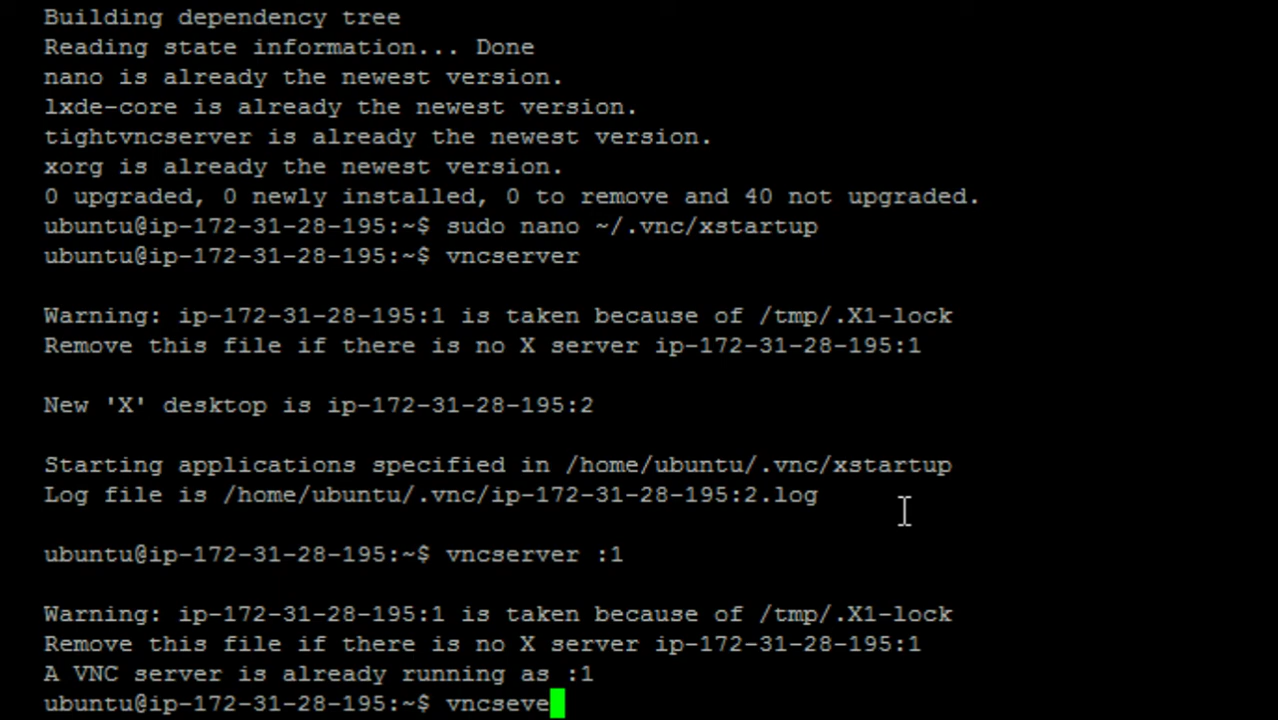 Building dependency tree
Reading state information... Done
nano is already the newest version.
lxde-core is already the newest version.
tightvncserver is already the newest version.
xorg is already the newest version.
0 upgraded, 0 newly installed, 0 to remove and 40 not upgraded.
ubuntu@ip-172-31-28-195:~$ sudo nano ~/.vnc/xstartup
ubuntu@ip-172-31-28-195:~$ vncserver
Warning: ip-172-31-28-195:1 is taken because of /tmp/.X1-lock
Remove this file if there is no X server ip-172-31-28-195:1
New 'X' desktop is ip-172-31-28-195:2
Starting applications specified in /home/ubuntu/.vnc/xstartup
Log file is /home/ubuntu/.vnc/ip-172-31-28-195:2.log
ubuntu@ip-172-31-28-195:~$ vncserver :1
Warning: ip-172-31-28-195:1 is taken because of /tmp/.X1-lock
Remove this file if there is no X server ip-172-31-28-195:1
A VNC server is already running as :1
ubuntu@ip-172-31-28-195:~$ vncseve